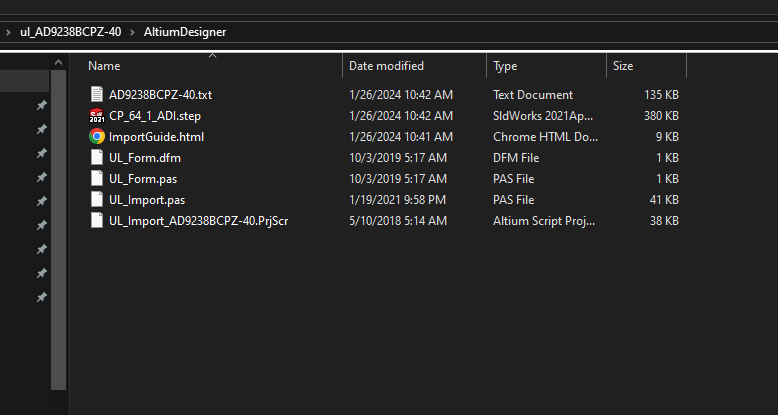 ul_AD9238BCPZ-40 AltiumDesigner
Name Date modified Type Size
AD9238BCPZ-40.txt 1/26/2024 10:42 AM Text Document 135 KB
CP_64_1_ADI.step 1/26/2024 10:42 AM SldWorks 2021Ap... 380 KB
ImportGuide.html 1/26/2024 10:41 AM Chrome HTML Do... 9 KB
UL_Form.dfm 10/3/2019 5:17 AM DFM File 1 KB
UL_Form.pas 10/3/2019 5:17 AM PAS File 1 KB
UL_Import.pas 1/19/2021 9:58 PM PAS File 41 KB
UL_Import_AD9238BCPZ-40.PrjScr 5/10/2018 5:14 AM Altium Script Proj... 38 KB